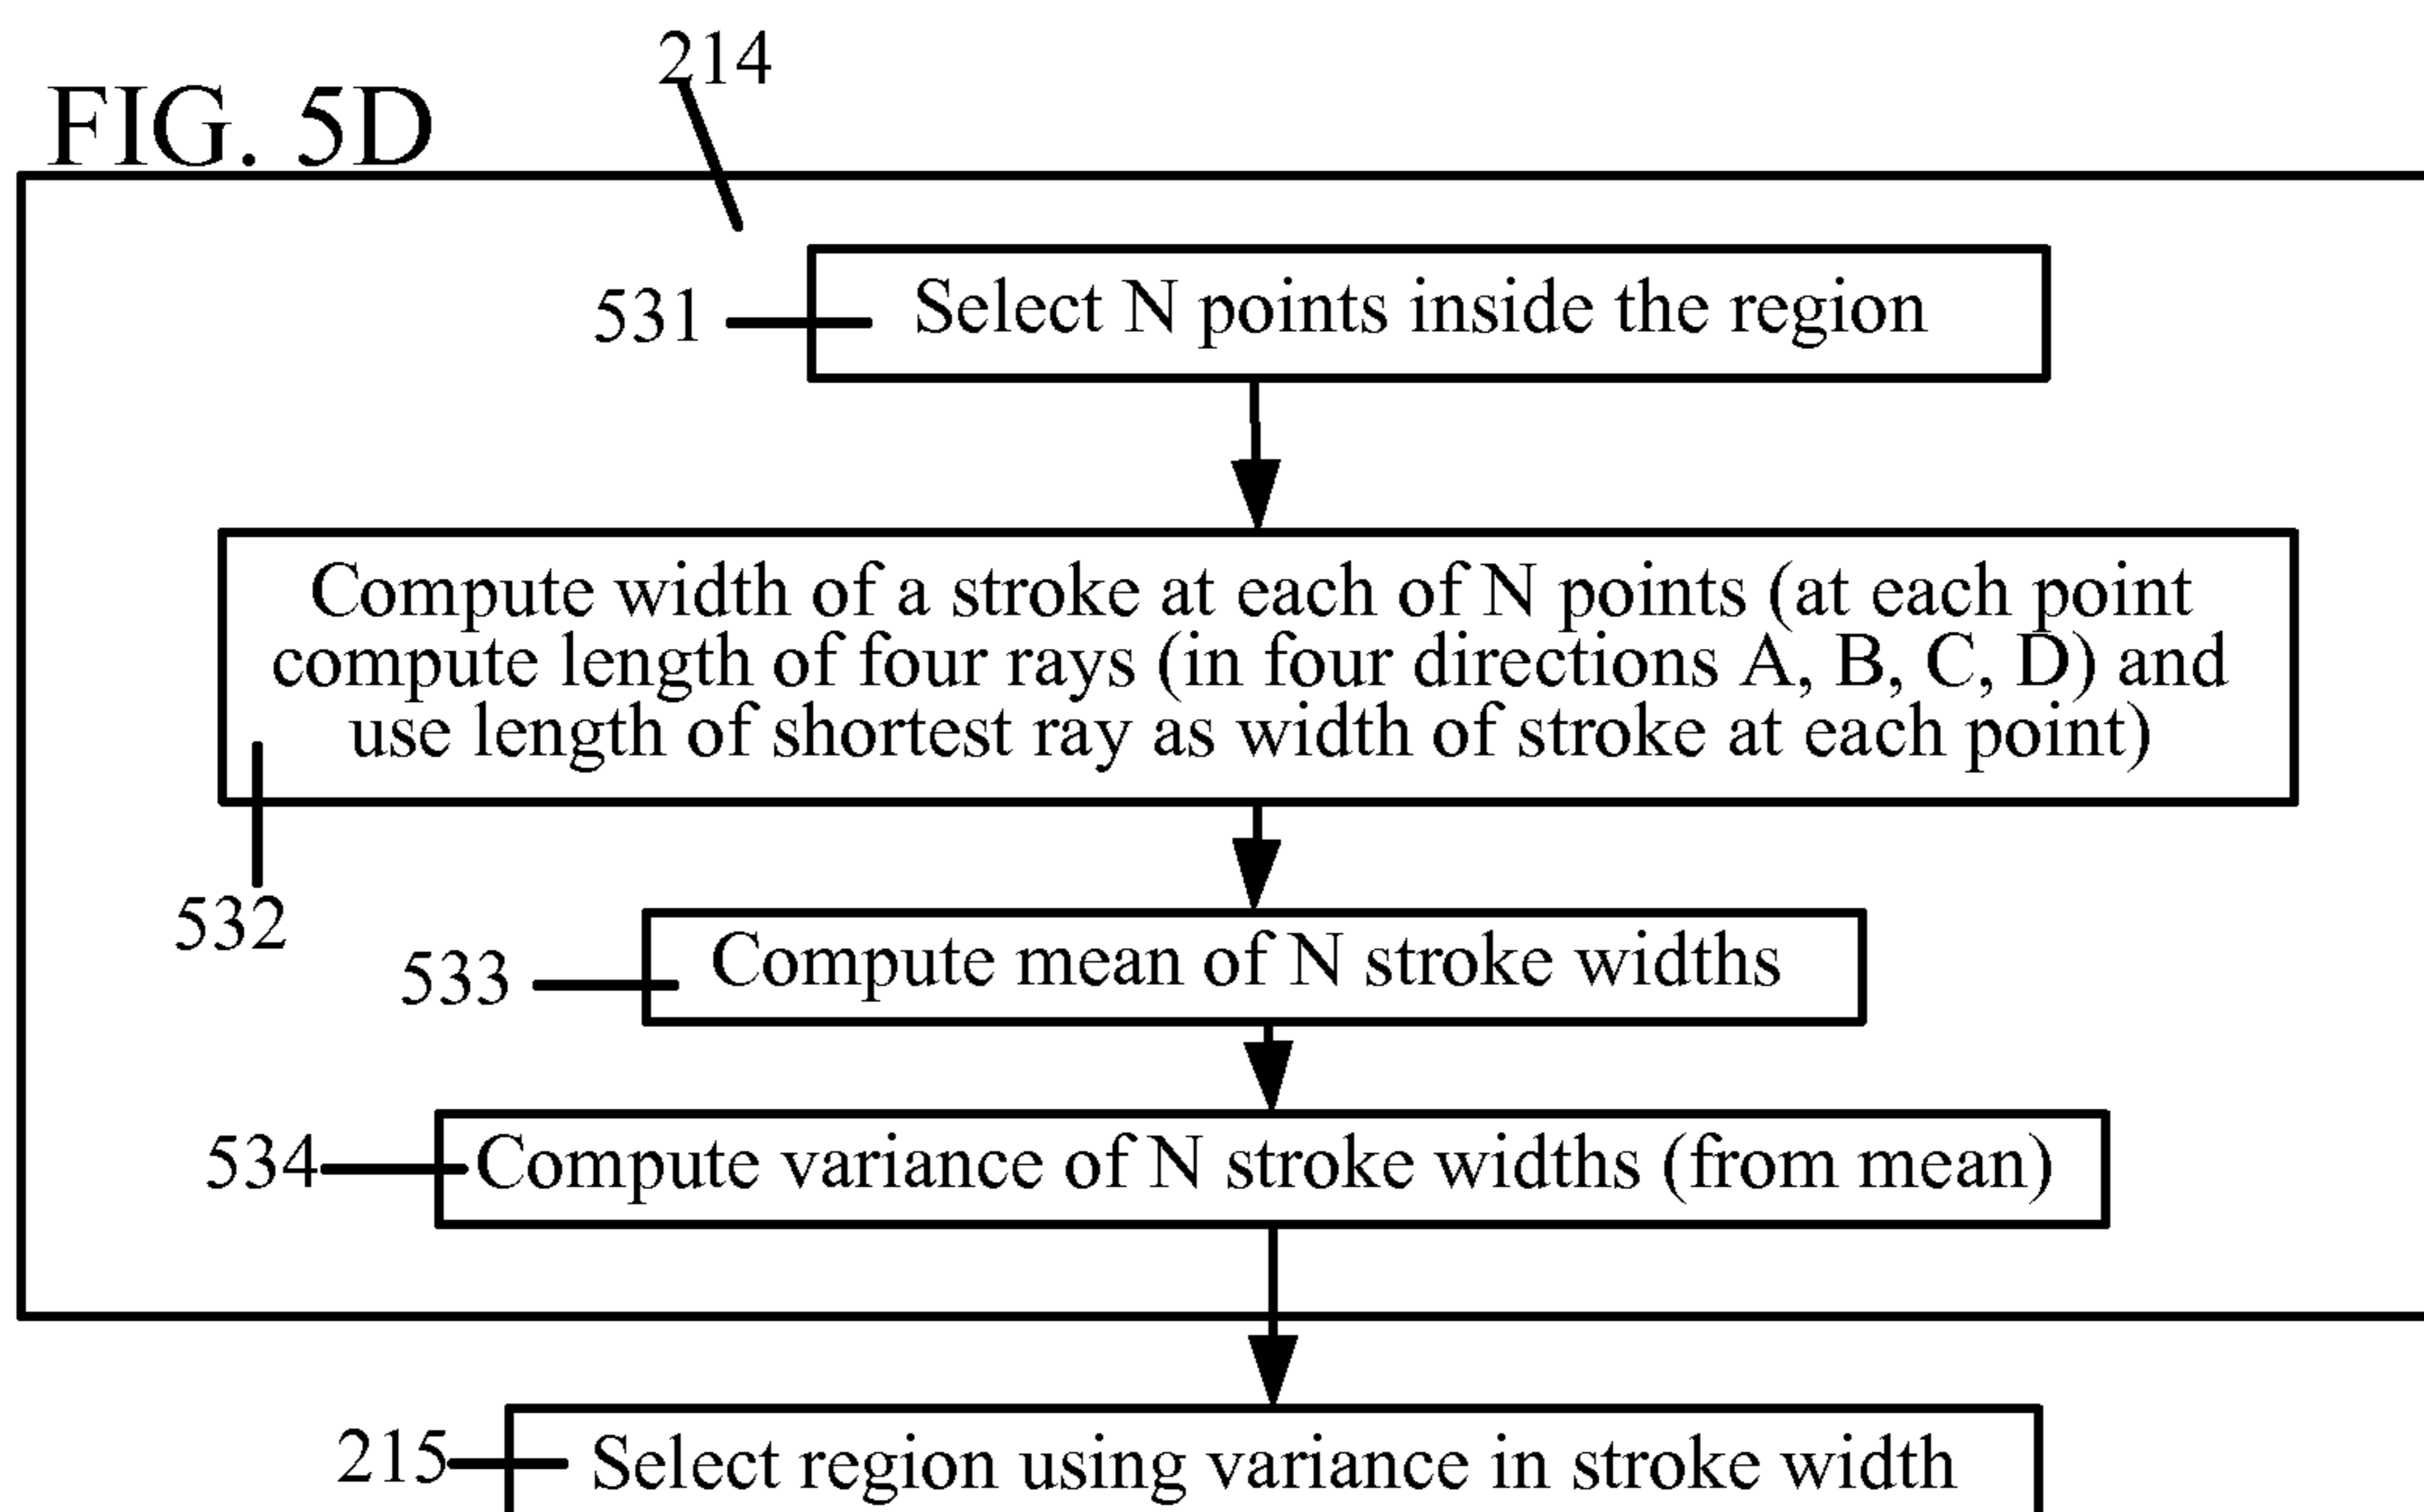 214
FIG. 5D
531
Select N points inside the region
Compute width of a stroke at each of N points (at each point
compute length of four rays (in four directions A, B, C, D) and
use length of shortest ray as width of stroke at each point)
532
533
Compute mean of N stroke widths
534
Compute variance of N stroke widths (from mean)
215
Select region using variance in stroke width